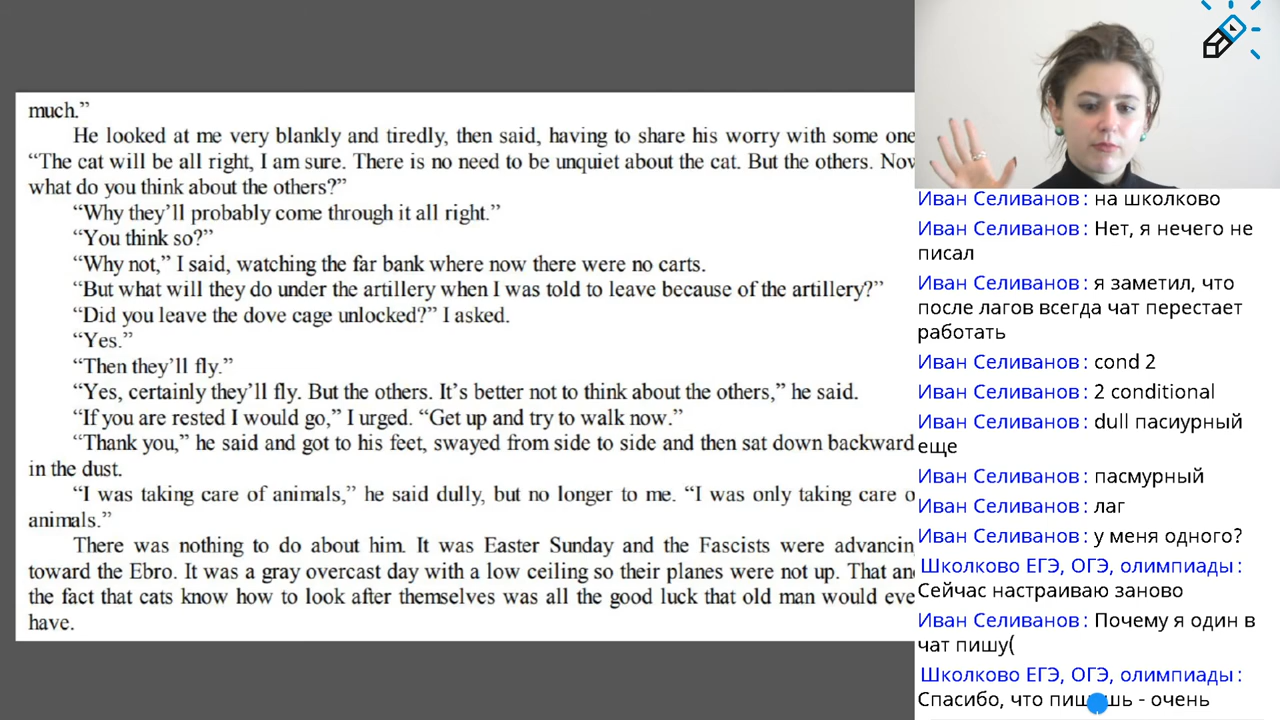 much.”
He looked at me very blankly and tiredly, then said, having to share his worry with some one
“The cat will be all right, I am sure. There is no need to be unquiet about the cat. But the others. Now
what do you think about the others?”
“Why they’ll probably come through it all right.”
“You think so?”
“Why not,” I said, watching the far bank where now there were no carts.
“But what will they do under the artillery when I was told to leave because of the artillery?”
“Did you leave the dove cage unlocked?” I asked.
“Yes.”
“Then they’ll fly.”
“Yes, certainly they’ll fly. But the others. It’s better not to think about the others,” he said.
“If you are rested I would go,” I urged. “Get up and try to walk now.”
“Thank you,” he said and got to his feet, swayed from side to side and then sat down backward
in the dust.
“I was taking care of animals,” he said dully, but no longer to me. “I was only taking care o
animals.”
There was nothing to do about him. It was Easter Sunday and the Fascists were advancin
toward the Ebro. It was a gray overcast day with a low ceiling so their planes were not up. That an
the fact that cats know how to look after themselves was all the good luck that old man would eve
have.
Иван Селиванов: на школково
Иван Селиванов: Нет, я нечего не
писал
Иван Селиванов: я заметил, что
после лагов всегда чат перестает
работать
Иван Селиванов: cond 2
Иван Селиванов: 2 conditional
Иван Селиванов: dull пасиурный
еще
Иван Селиванов: пасмурный
Иван Селиванов: лаг
Иван Селиванов: у меня одного?
Школково ЕГЭ, ОГЭ, олимпиады:
Сейчас настраиваю заново
Иван Селиванов: Почему я один в
чат пишу(
Школково ЕГЭ, ОГЭ, олимпиады:
Спасибо, что пишешь - очень